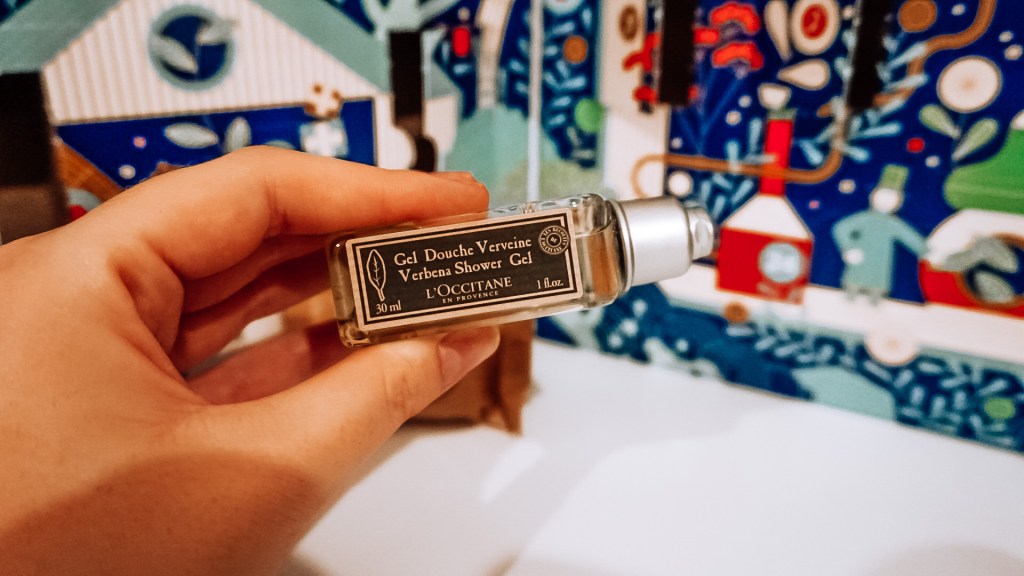 Gel Douche Verveine
Verbena Shower Gel
L'OCCITANE
EN PROVENCE
30 ml
1 fl.oz.